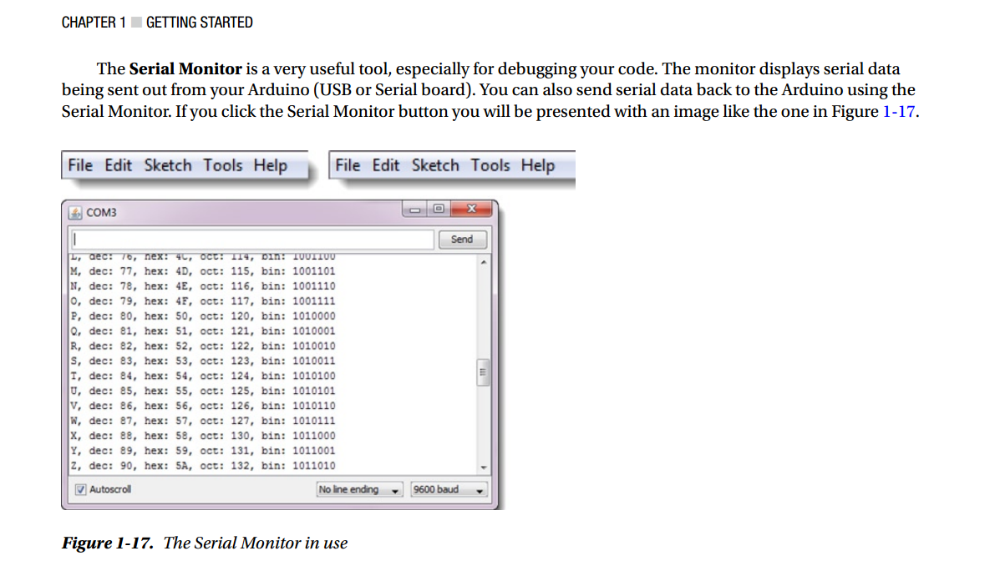 CHAPTER 1 ■ GETTING STARTED
The Serial Monitor is a very useful tool, especially for debugging your code. The monitor displays serial data
being sent out from your Arduino (USB or Serial board). You can also send serial data back to the Arduino using the
Serial Monitor. If you click the Serial Monitor button you will be presented with an image like the one in Figure 1-17.
File Edit Sketch Tools Help
File Edit Sketch Tools Help
COM3
Send
L, dec: 76, hex: 4C, oct: 114, bin: 1001100
M, dec: 77, hex: 4D, oct: 115, bin: 1001101
N, dec: 78, hex: 4E, oct: 116, bin: 1001110
O, dec: 79, hex: 4F, oct: 117, bin: 1001111
P, dec: 80, hex: 50, oct: 120, bin: 1010000
Q, dec: 81, hex: 51, oct: 121, bin: 1010001
R, dec: 82, hex: 52, oct: 122, bin: 1010010
S, dec: 83, hex: 53, oct: 123, bin: 1010011
T, dec: 84, hex: 54, oct: 124, bin: 1010100
U, dec: 85, hex: 55, oct: 125, bin: 1010101
V, dec: 86, hex: 56, oct: 126, bin: 1010110
W, dec: 87, hex: 57, oct: 127, bin: 1010111
X, dec: 88, hex: 58, oct: 130, bin: 1011000
Y, dec: 89, hex: 59, oct: 131, bin: 1011001
Z, dec: 90, hex: 5A, oct: 132, bin: 1011010
Autoscroll
No line ending
9600 baud
Figure 1-17. The Serial Monitor in use